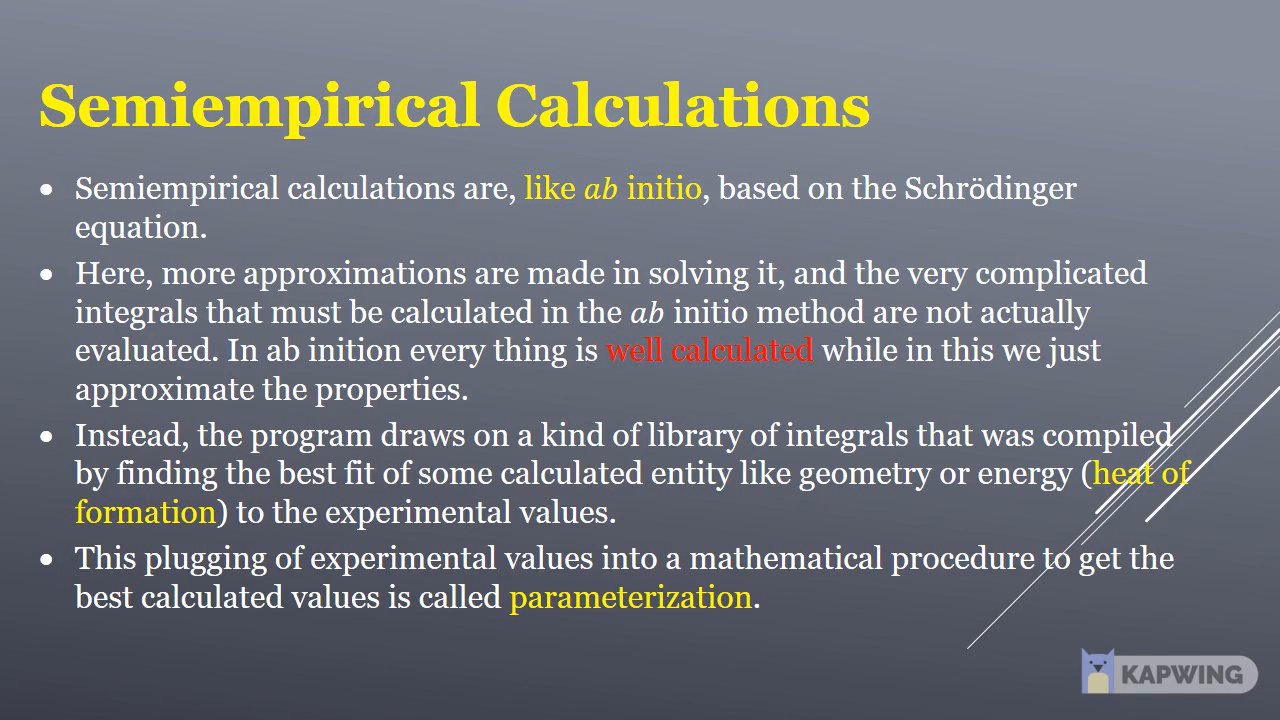 Semiempirical Calculations
• Semiempirical calculations are, like ab initio, based on the Schrödinger
equation.
• Here, more approximations are made in solving it, and the very complicated
integrals that must be calculated in the ab initio method are not actually
evaluated. In ab inition every thing is well calculated while in this we just
approximate the properties.
• Instead, the program draws on a kind of library of integrals that was compiled
by finding the best fit of some calculated entity like geometry or energy (heat of
formation) to the experimental values.
• This plugging of experimental values into a mathematical procedure to get the
best calculated values is called parameterization.
KAPWING